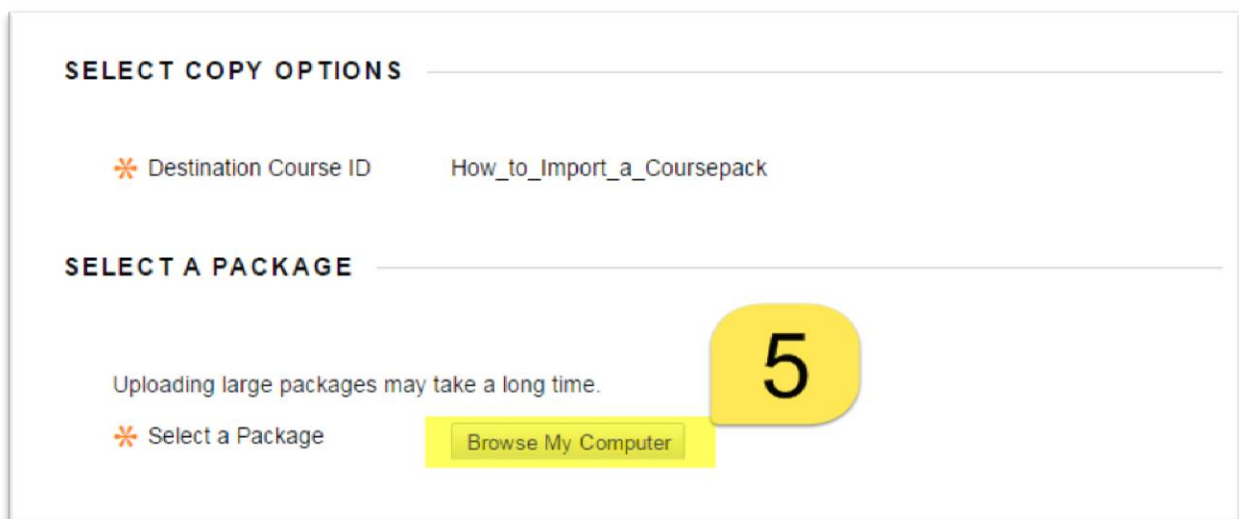 SELECT COPY OPTIONS
Destination Course ID How_to_Import_a_Coursepack
SELECT A PACKAGE
5
Uploading large packages may take a long time.
Select a Package Browse My Computer